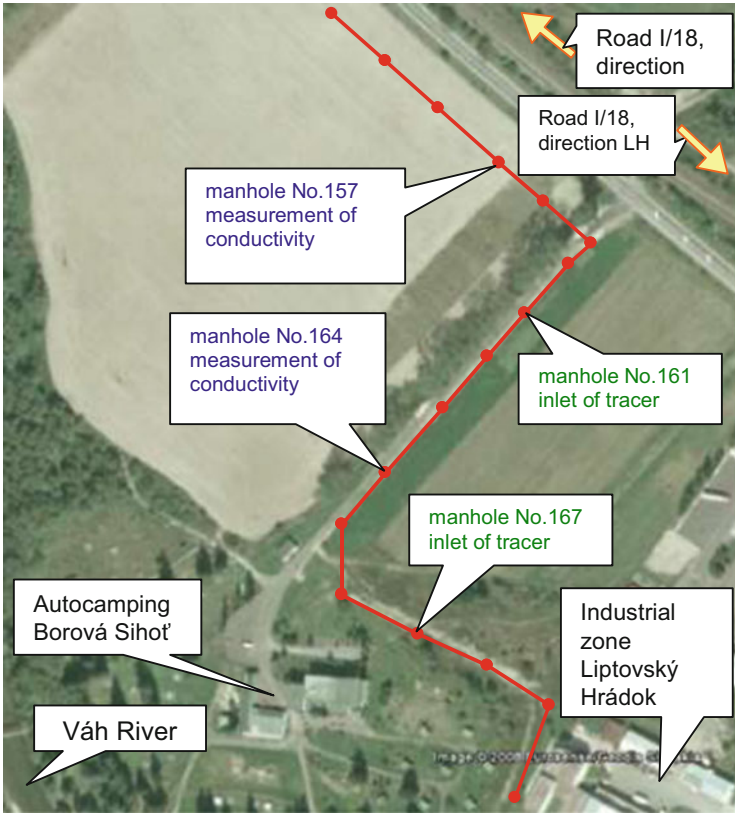 Road I/18,
direction
Road I/18,
direction LH
manhole No.157
measurement of
conductivity
manhole No.164
measurement of
conductivity
manhole No.161
inlet of tracer
manhole No.167
inlet of tracer
Autocamping
Borová Sihoť
Industrial
zone
Liptovský
Hrádok
Váh River